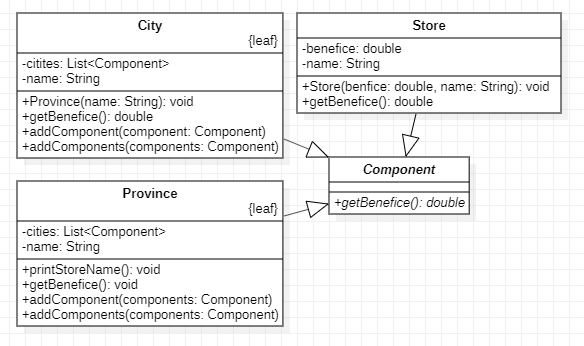 City
{leaf}
-citites: List<Component>
-name: String
+Province(name: String): void
+getBenefice(): double
+addComponent(component: Component)
+addComponents(components: Component)
Store
-benefice: double
-name: String
+Store(benfice: double, name: String): void
+getBenefice(): double
Component
+getBenefice(): double
Province
{leaf}
-cities: List<Component>
-name: String
+printStoreName(): void
+getBenefice(): void
+addComponent(components: Component)
+addComponents(components: Component)